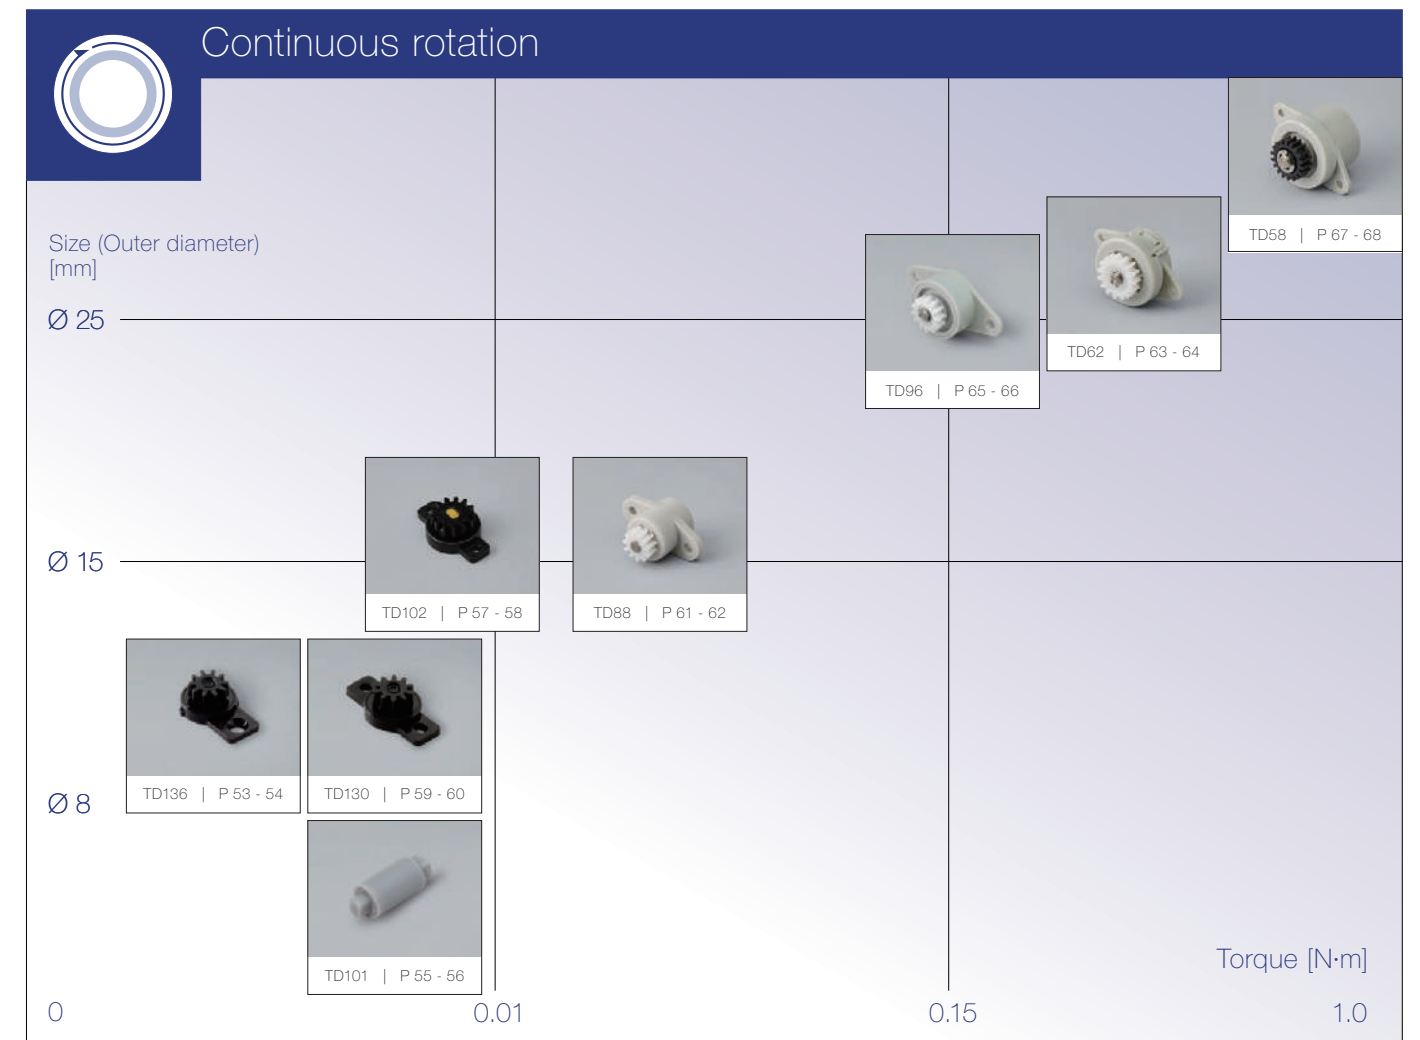 Continuous rotation
Size (Outer diameter)
[mm]
TD58 | P 67 - 68
Ø 25
TD62 | P 63 - 64
TD96 | P 65 - 66
Ø 15
TD102 | P 57 - 58
TD88 | P 61 - 62
TD136 | P 53 - 54
TD130 | P 59 - 60
Ø 8
TD101 | P 55 - 56
Torque [N·m]
0
0.01
0.15
1.0